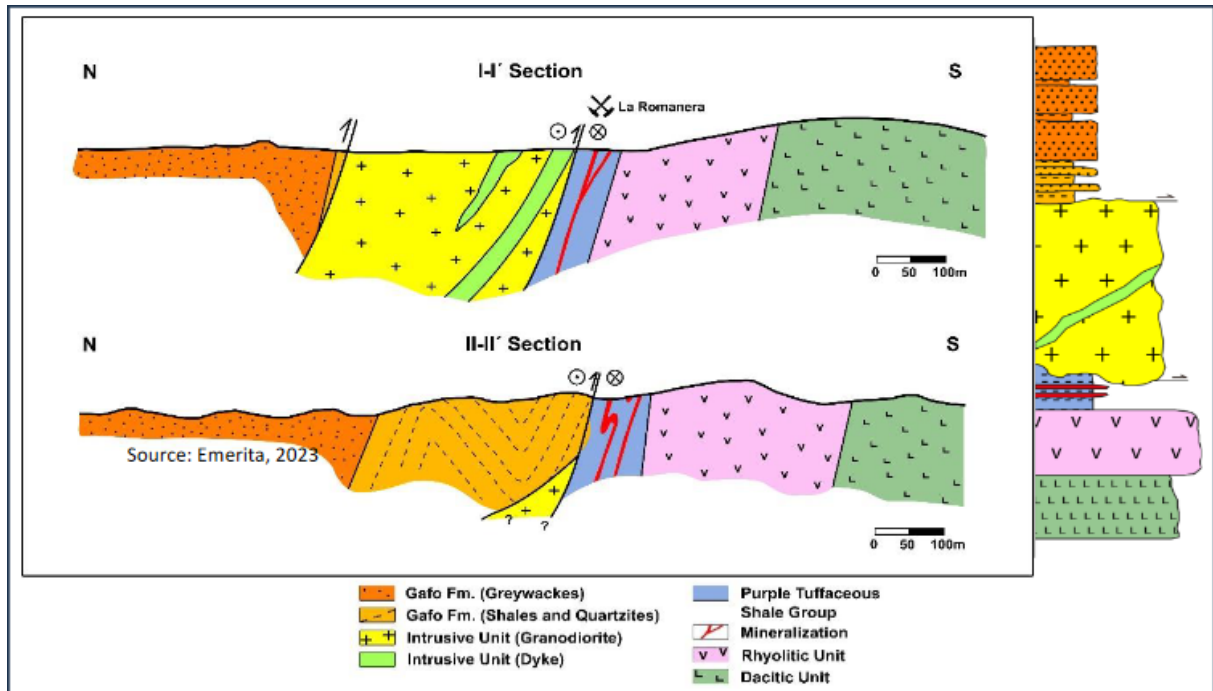 N
I-I´ Section
S
La Romanera
0 50 100m
N
II-II´ Section
S
Source: Emerita, 2023
? ?
0 50 100m
Gafo Fm. (Greywackes)
Gafo Fm. (Shales and Quartzites)
Intrusive Unit (Granodiorite)
Intrusive Unit (Dyke)
Purple Tuffaceous
Shale Group
Mineralization
Rhyolitic Unit
Dacitic Unit